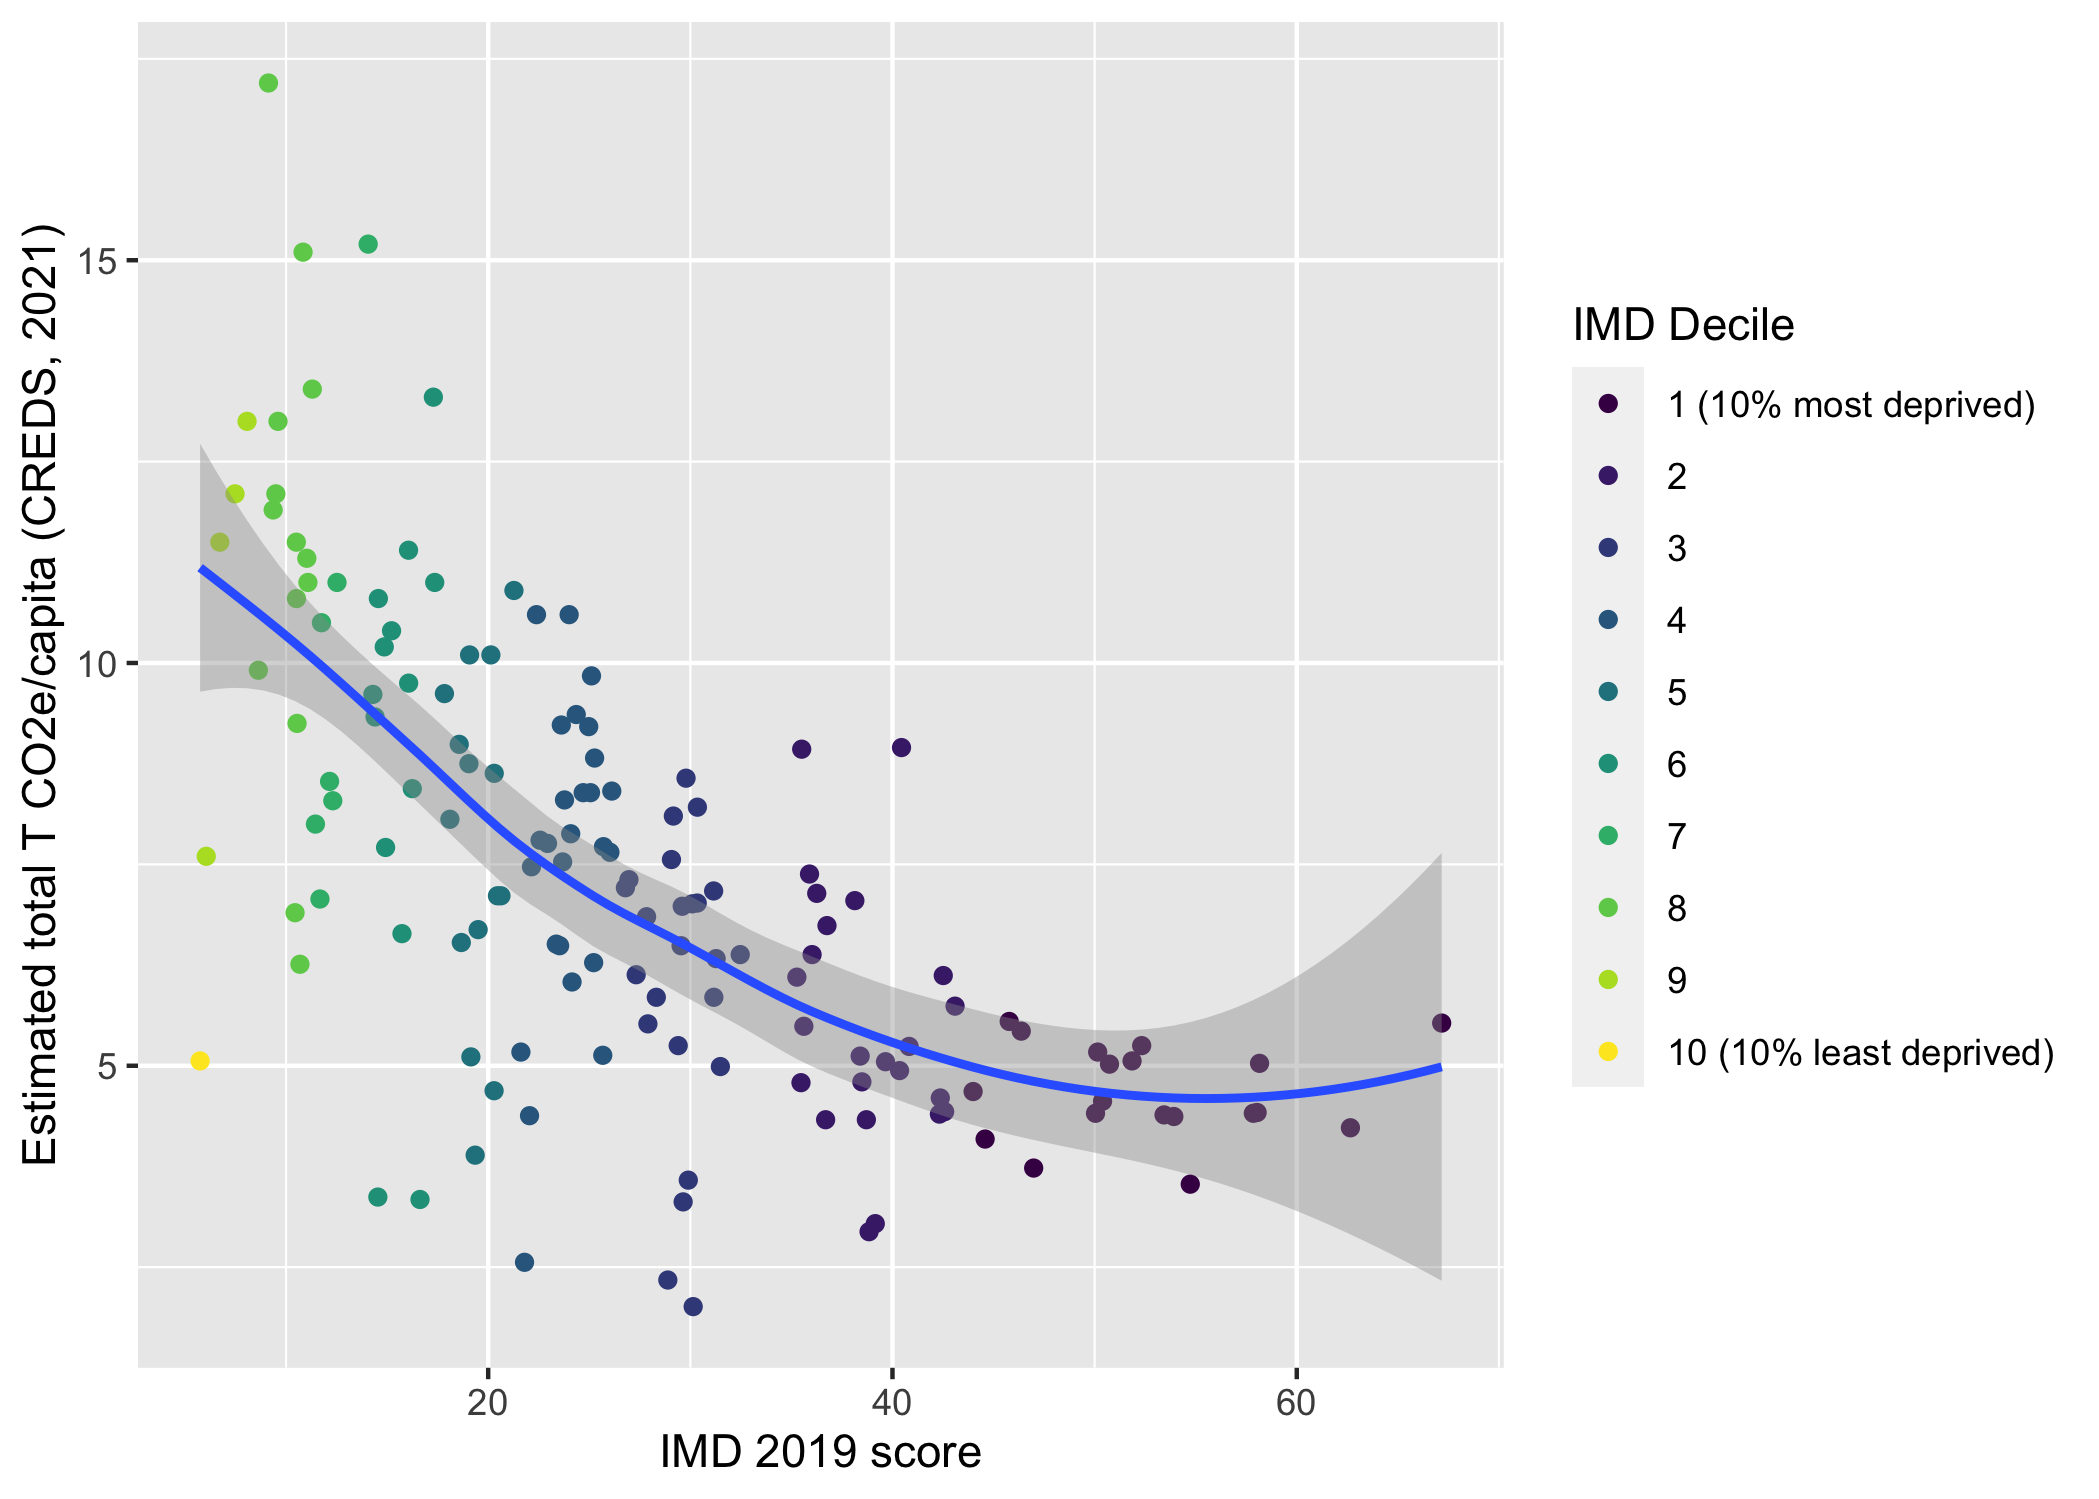 Estimated total T CO2e/capita (CREDS, 2021)
15
10
5
20
40
60
IMD 2019 score
IMD Decile
1 (10% most deprived)
2
3
4
5
6
7
8
9
10 (10% least deprived)